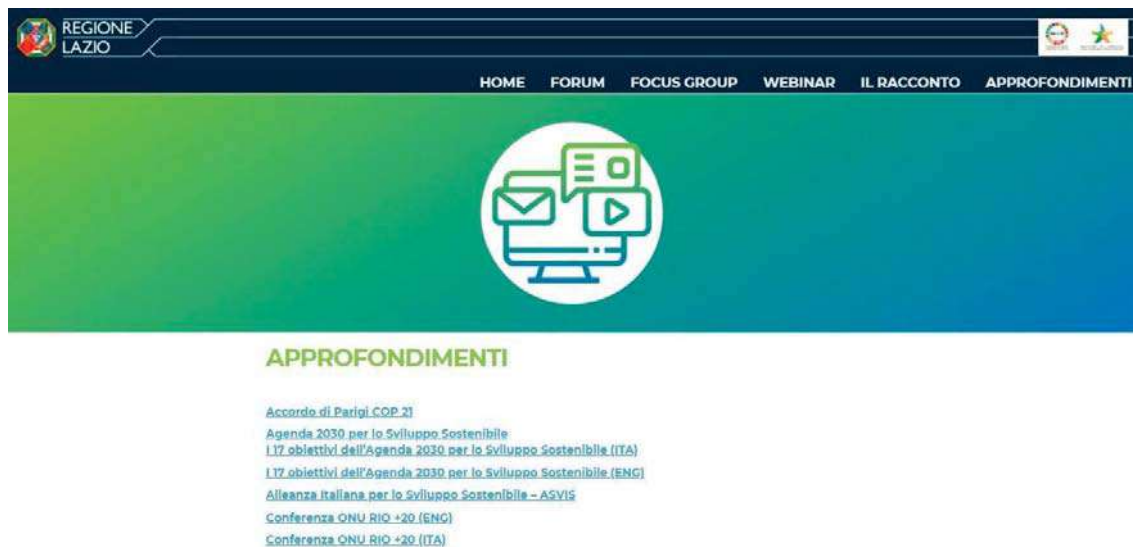 REGIONE
LAZIO
HOME FORUM FOCUS GROUP WEBINAR IL RACCONTO APPROFONDIMENTI
APPROFONDIMENTI
Accordo di Parigi COP 21
Agenda 2030 per lo Sviluppo Sostenibile
I 17 obiettivi dell'Agenda 2030 per lo Sviluppo Sostenibile (ITA)
I 17 obiettivi dell'Agenda 2030 per lo Sviluppo Sostenibile (ENG)
Alleanza Italiana per lo Sviluppo Sostenibile – ASVIS
Conferenza ONU RIO +20 (ENG)
Conferenza ONU RIO +20 (ITA)